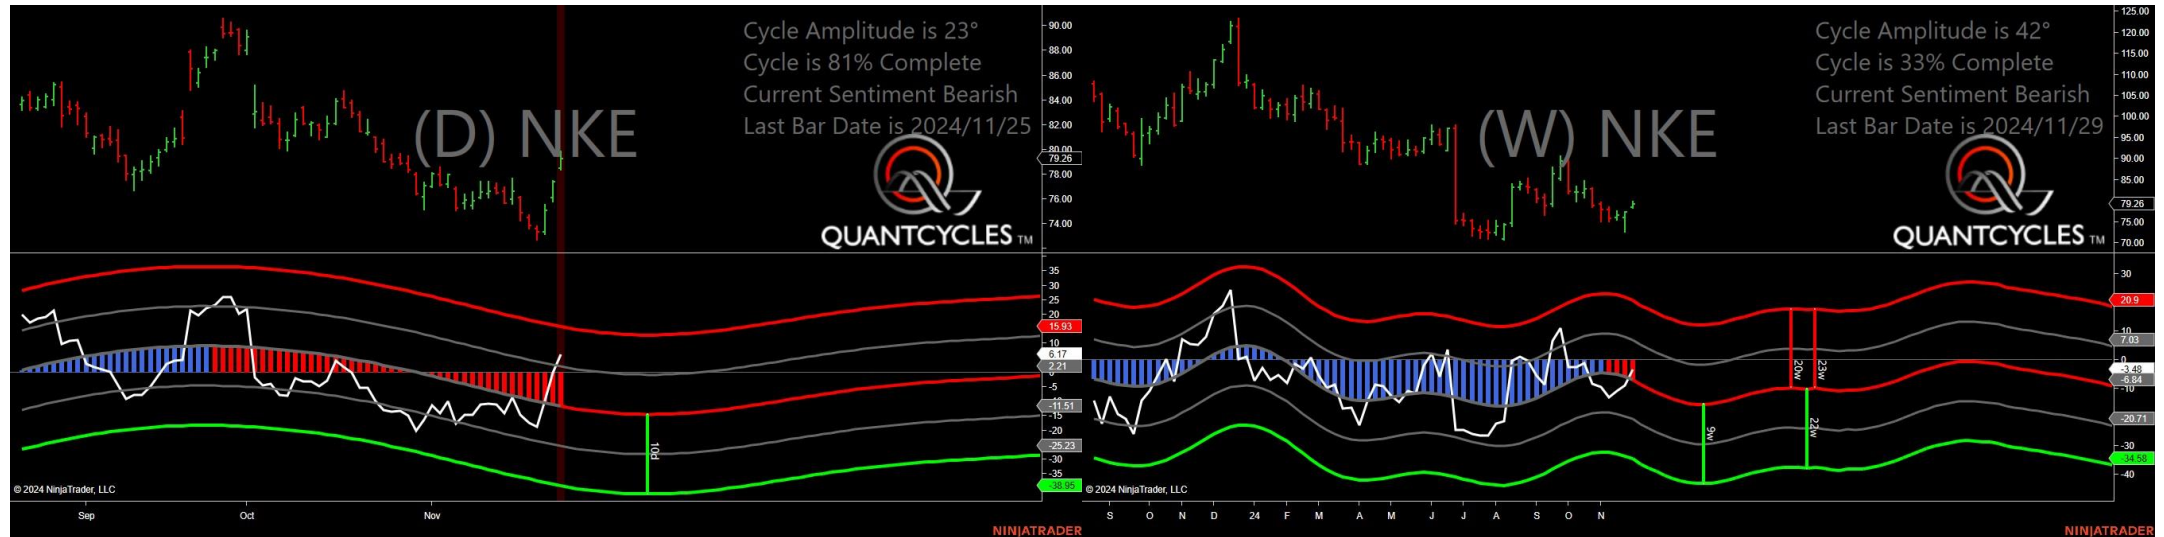 Cycle Amplitude is 23°
Cycle is 81% Complete
Current Sentiment Bearish
Last Bar Date is 2024/11/25
(D) NKE
QUANTCYCLES TM
90.00
88.00
86.00
84.00
82.00
80.00
79.26
78.00
76.00
74.00
35
30
25
20
15.93
10
6.17
2.21
0
-5
-11.51
-15
-20
-25.23
-30
-35
-38.95
10d
© 2024 NinjaTrader, LLC
Sep Oct Nov
NINJATRADER
Cycle Amplitude is 42°
Cycle is 33% Complete
Current Sentiment Bearish
Last Bar Date is 2024/11/29
(W) NKE
QUANTCYCLES TM
125.00
120.00
115.00
110.00
105.00
100.00
95.00
90.00
85.00
79.26
75.00
70.00
30
20.9
10
7.03
0
-3.48
-6.84
-10
-20.71
-30
-34.58
-40
9w
20w
23w
22w
© 2024 NinjaTrader, LLC
S O N D 24 F M A M J J A S O N
NINJATRADER